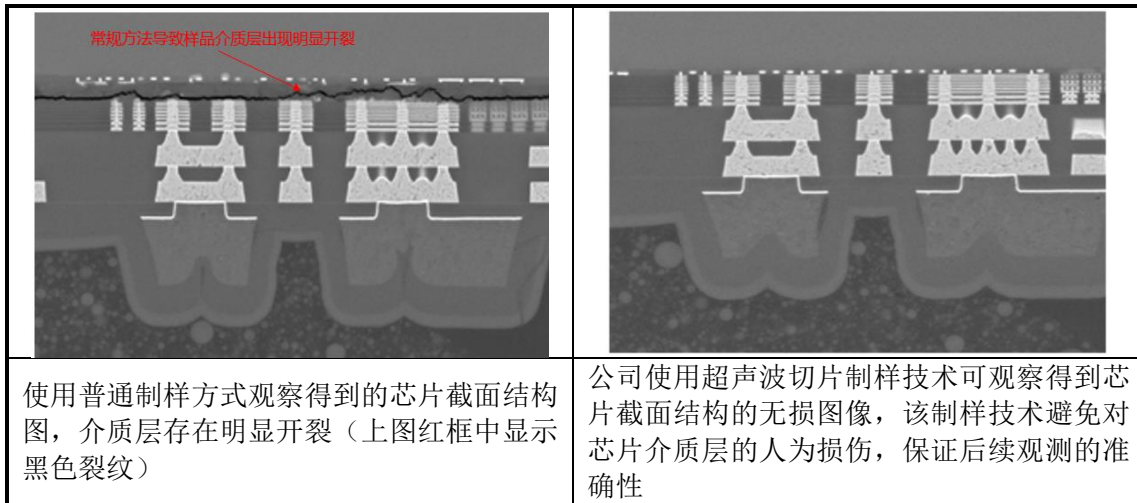 常规方法导致样品介质层出现明显开裂
使用普通制样方式观察得到的芯片截面结构
图，介质层存在明显开裂（上图红框中显示
黑色裂纹）
公司使用超声波切片制样技术可观察得到芯
片截面结构的无损图像，该制样技术避免对
芯片介质层的人为损伤，保证后续观测的准
确性